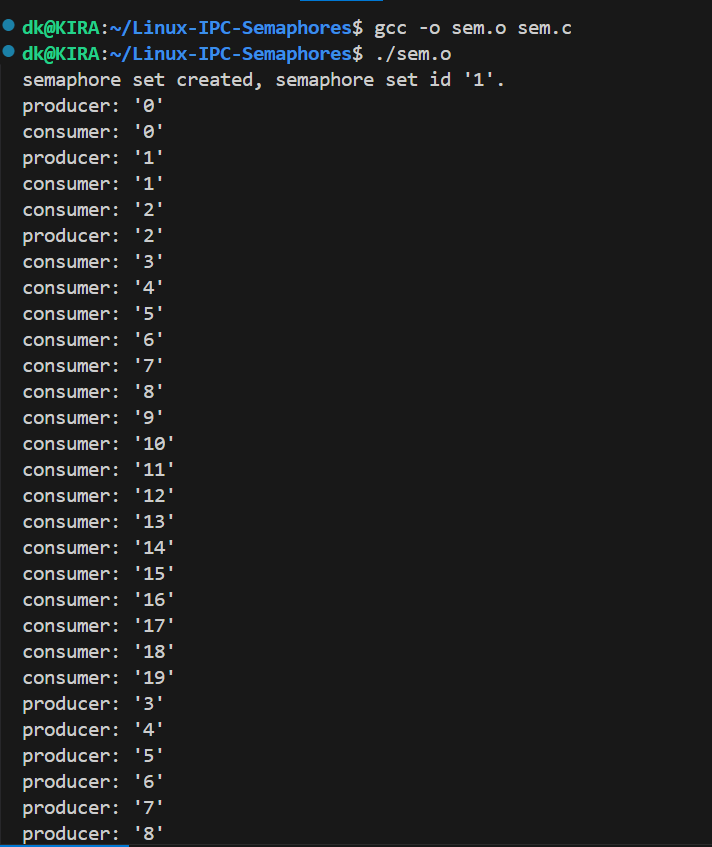 dk@KIRA:~/Linux-IPC-Semaphores$ gcc -o sem.o sem.c
dk@KIRA:~/Linux-IPC-Semaphores$ ./sem.o
semaphore set created, semaphore set id '1'.
producer: '0'
consumer: '0'
producer: '1'
consumer: '1'
consumer: '2'
producer: '2'
consumer: '3'
consumer: '4'
consumer: '5'
consumer: '6'
consumer: '7'
consumer: '8'
consumer: '9'
consumer: '10'
consumer: '11'
consumer: '12'
consumer: '13'
consumer: '14'
consumer: '15'
consumer: '16'
consumer: '17'
consumer: '18'
consumer: '19'
producer: '3'
producer: '4'
producer: '5'
producer: '6'
producer: '7'
producer: '8'